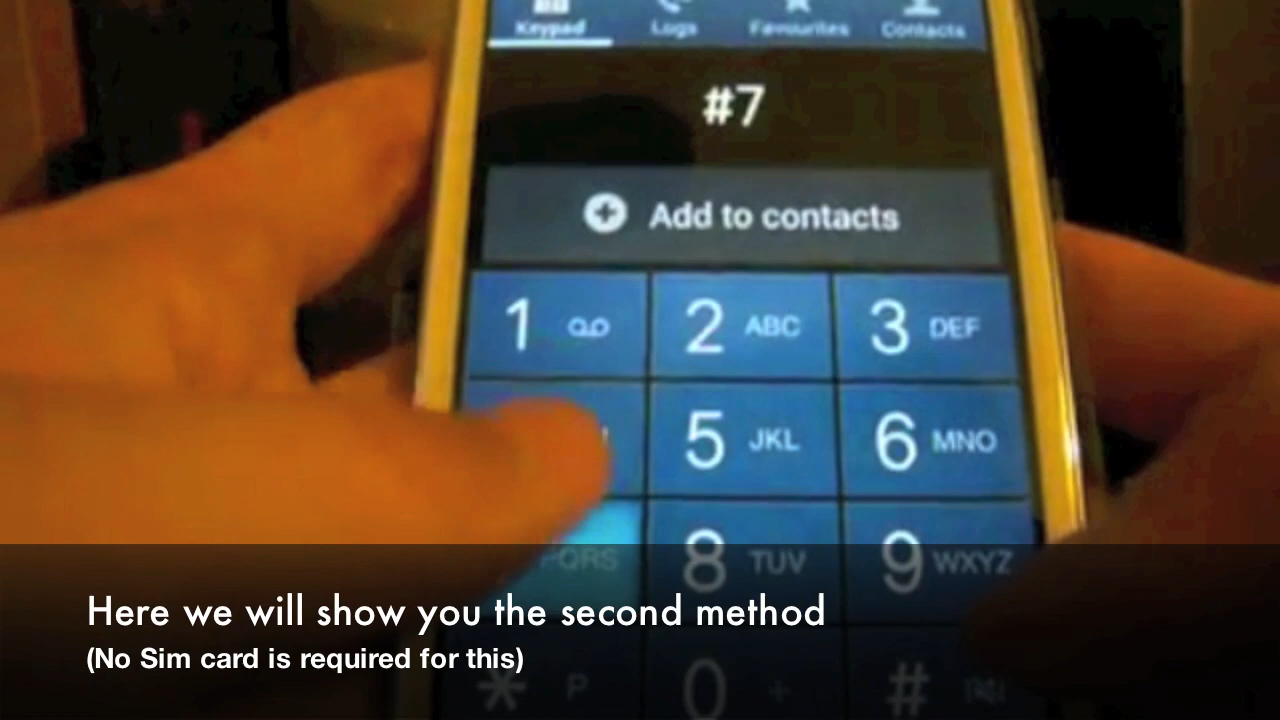 Keypad Logs Favourites Contacts
#7
Add to contacts
1 2 ABC 3 DEF
5 JKL 6 MNO
PQRS 8 TUV 9 WXYZ
Here we will show you the second method
(No Sim card is required for this)
* P 0 + #